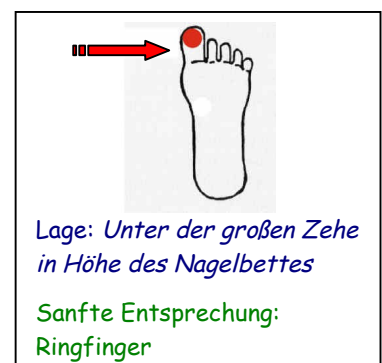 Lage: Unter der großen Zehe
in Höhe des Nagelbettes
Sanfte Entsprechung:
Ringfinger